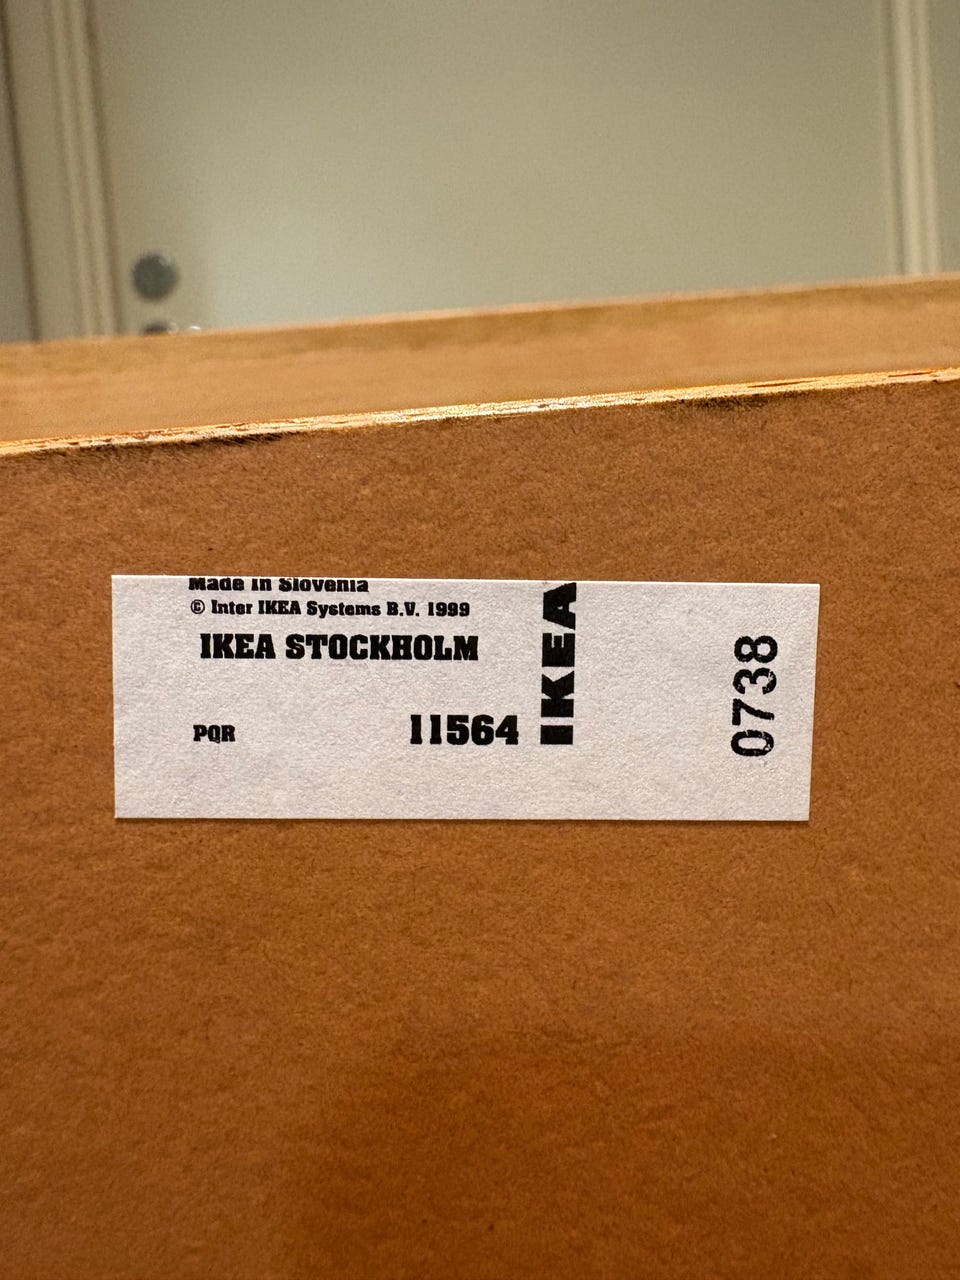 Made in Slovenia
© Inter IKEA Systems B.V. 1999
IKEA STOCKHOLM
PQR 11564
IKEA
0738